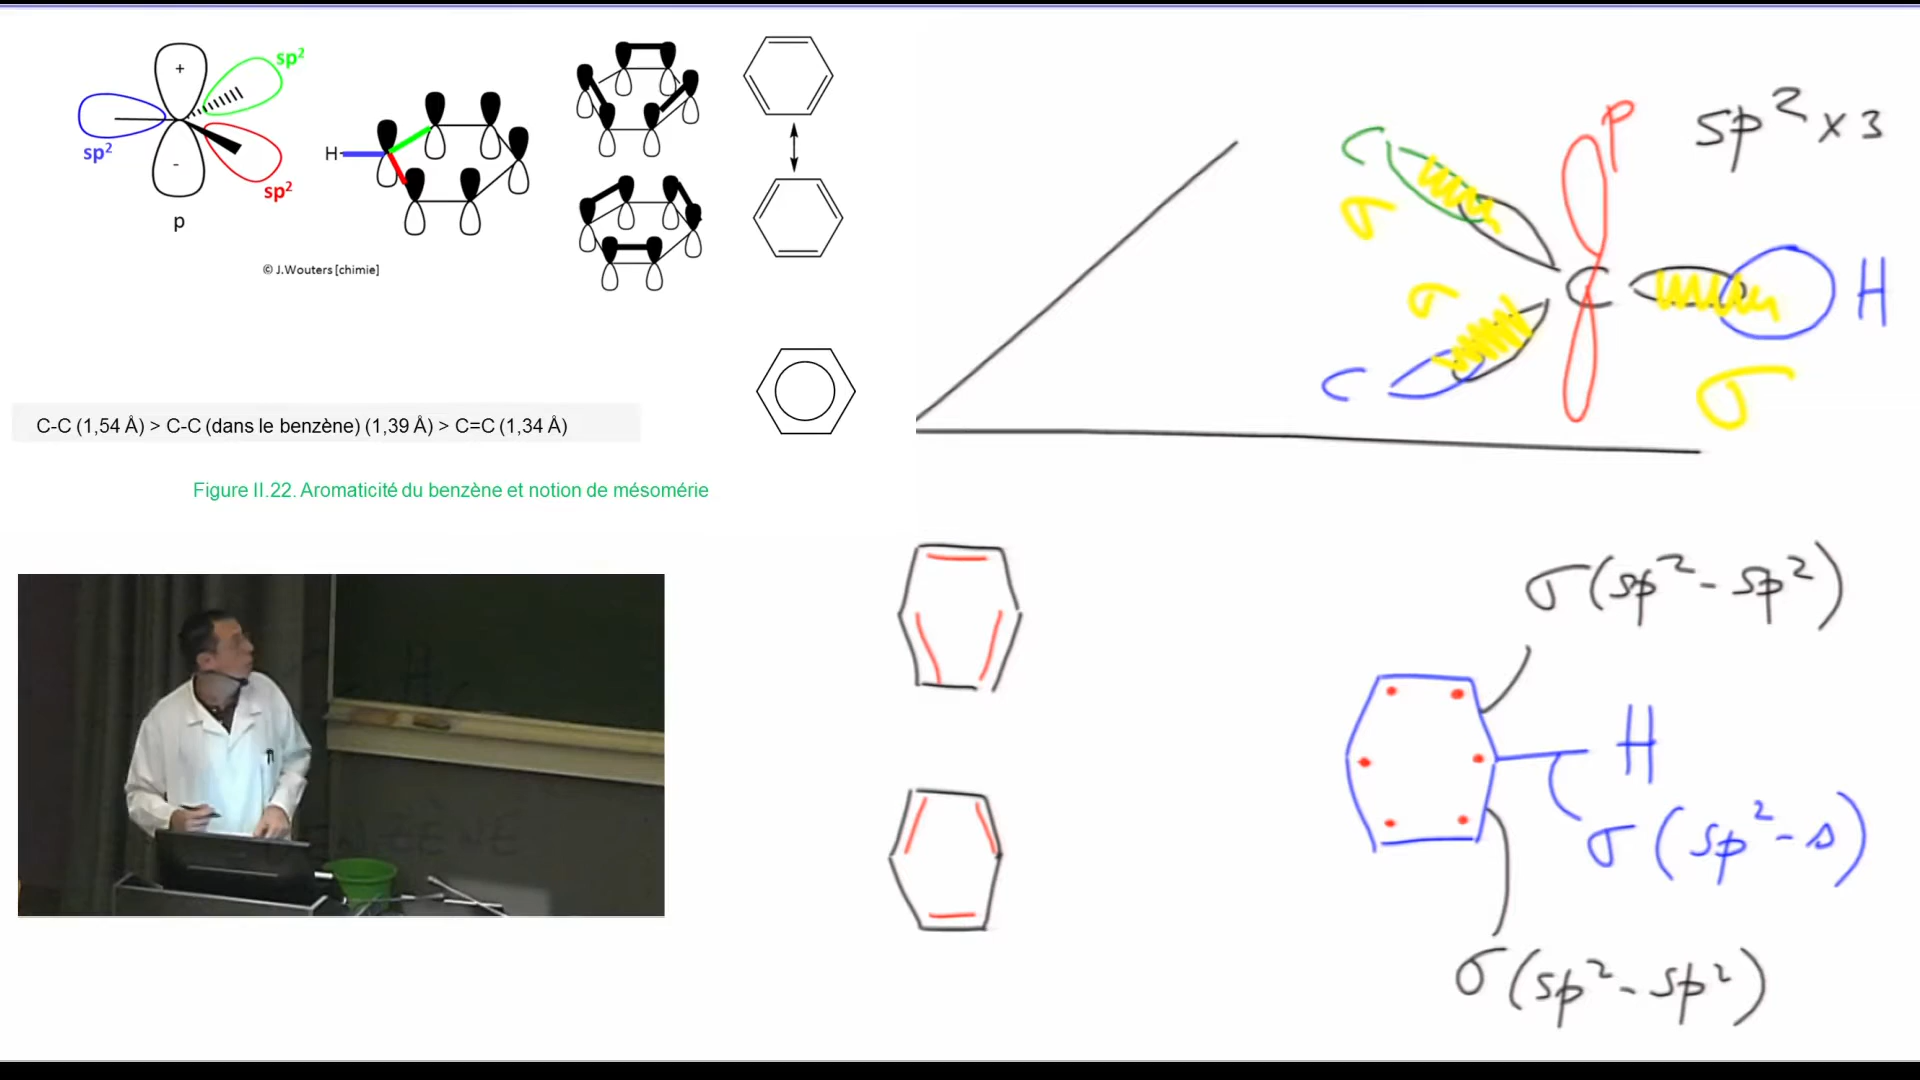 sp²
+
sp²
-
sp²
p
H
© J.Wouters [chimie]
C-C (1,54 Å) > C-C (dans le benzène) (1,39 Å) > C=C (1,34 Å)
Figure II.22. Aromaticité du benzène et notion de mésomérie
p
sp² x 3
C
σ
C
H
σ
C
σ
σ(sp² - sp²)
H
σ (sp² - s)
σ(sp² - sp²)